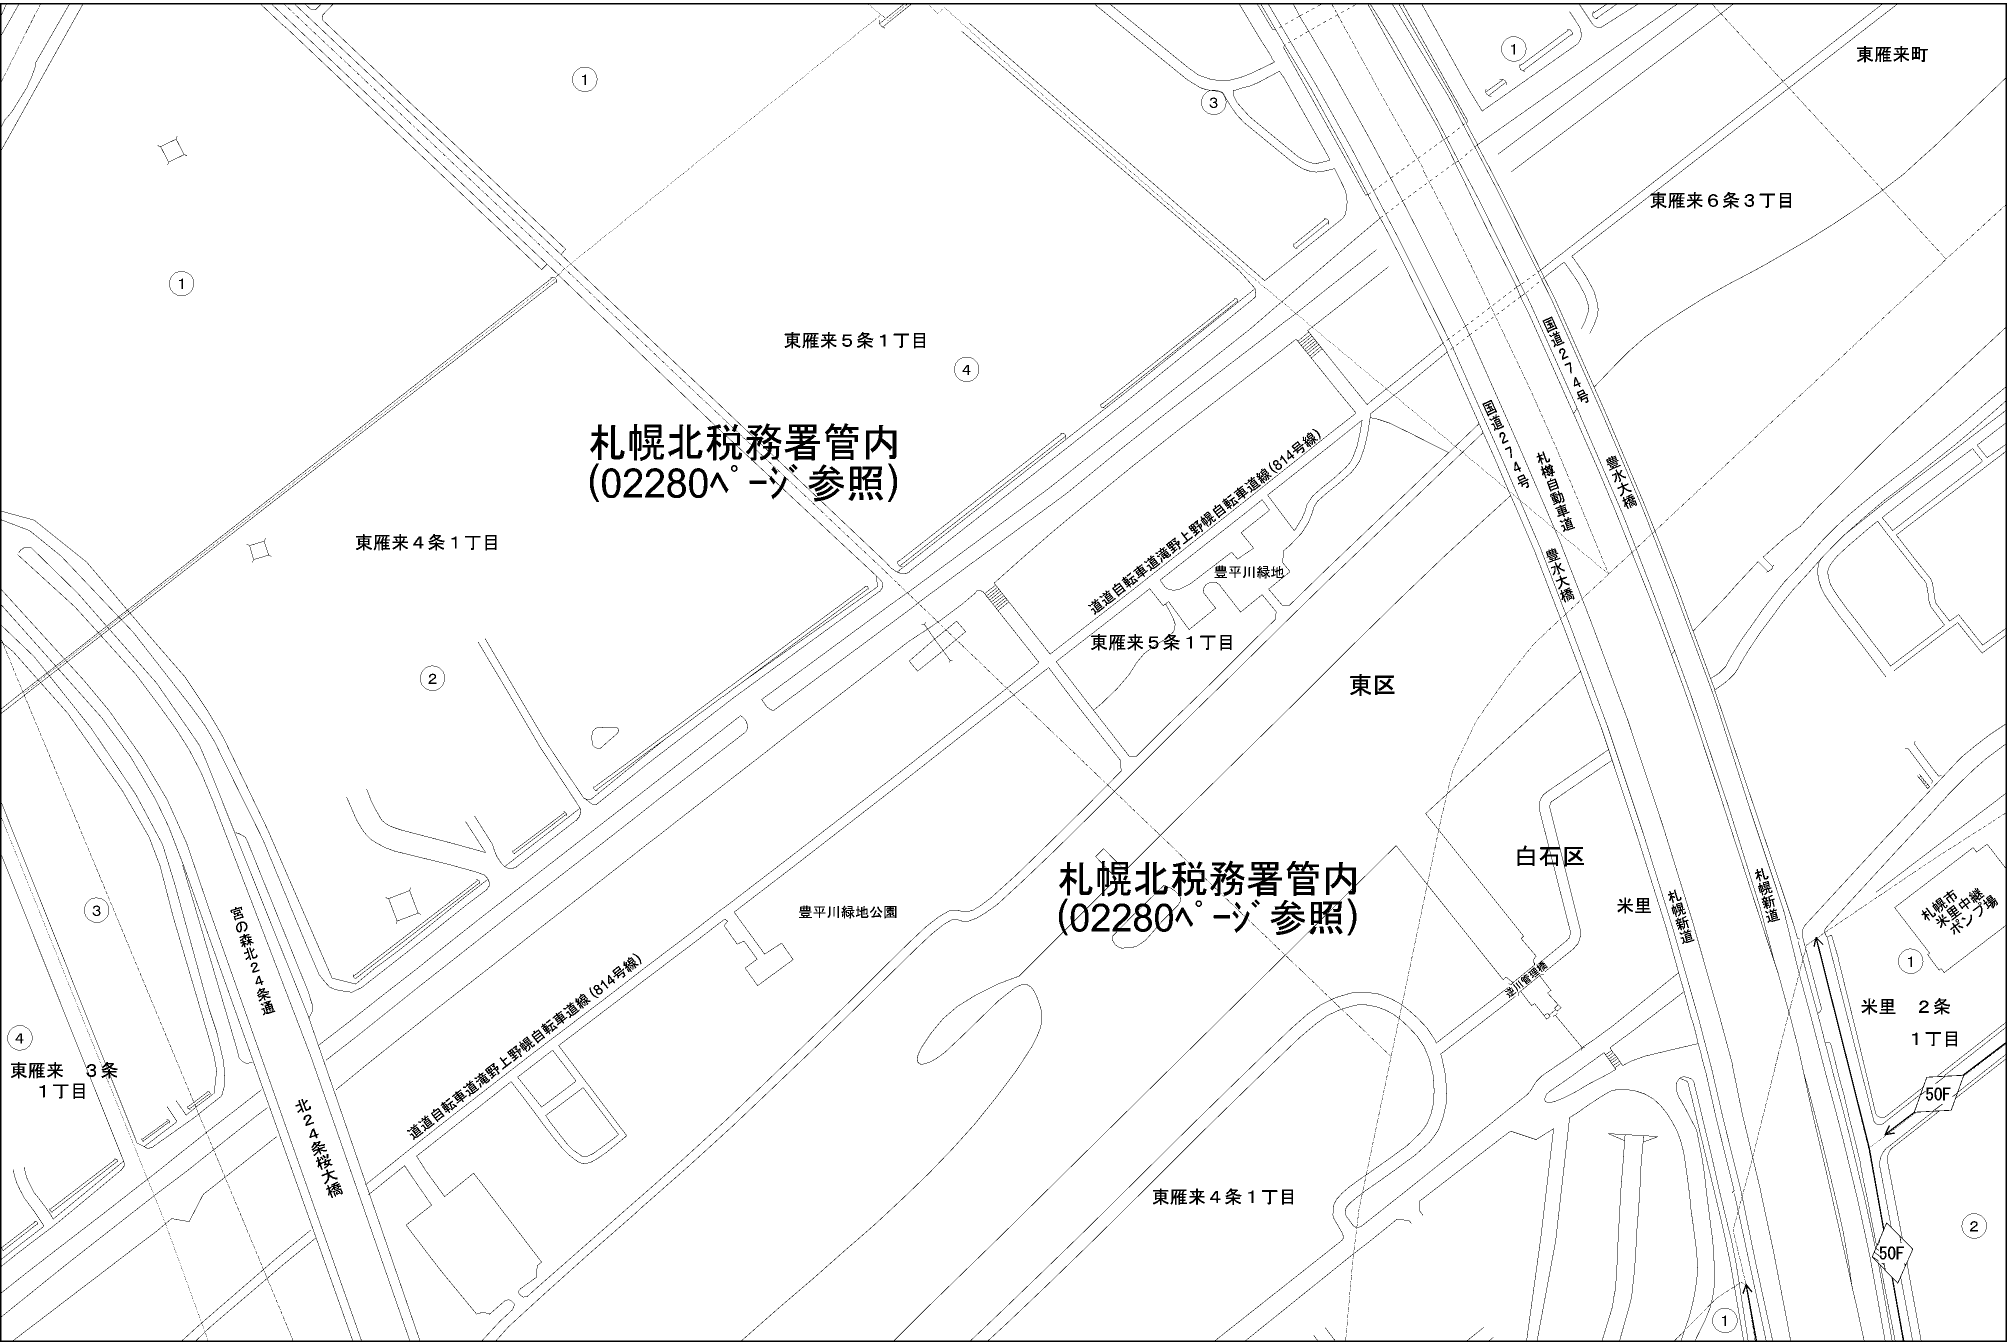 東雁来町
①
①
③
東雁来６条３丁目
①
国道２７４号
東雁来５条１丁目
④
国道２７４号
札幌北税務署管内
(02280ﾍﾟｰｼﾞ参照)
道道自転車道滝野上野幌自転車道線(814号線)
札樽自動車道
豊水大橋
東雁来４条１丁目
豊水大橋
豊平川緑地
東雁来５条１丁目
②
東区
白石区
札幌北税務署管内
(02280ﾍﾟｰｼﾞ参照)
米里
札幌新道
札幌新道
札幌市
米里中継
ポンプ場
③
宮の森北２４条通
豊平川緑地公園
①
逆川管理橋
道道自転車道滝野上野幌自転車道線(814号線)
米里　２条
１丁目
④
東雁来　３条
１丁目
50F
北２４条桜大橋
東雁来４条１丁目
②
50F
①